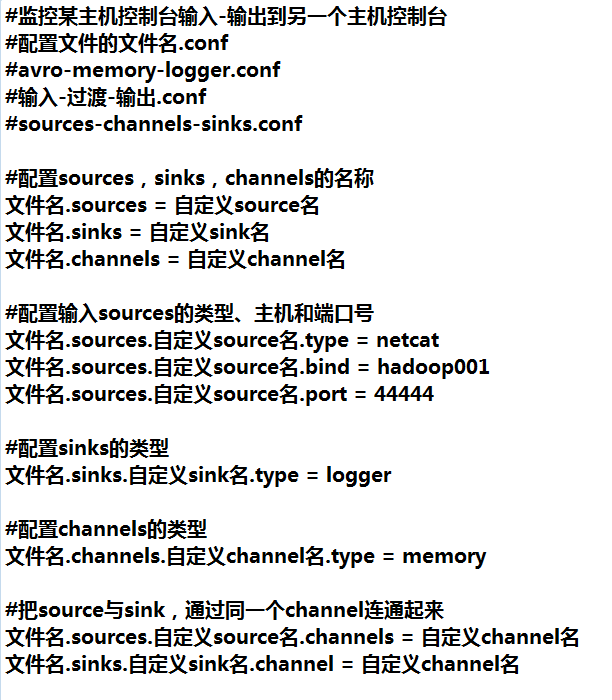 #监控某主机控制台输入-输出到另一个主机控制台
#配置文件的文件名.conf
#avro-memory-logger.conf
#输入-过渡-输出.conf
#sources-channels-sinks.conf
#配置sources，sinks，channels的名称
文件名.sources = 自定义source名
文件名.sinks = 自定义sink名
文件名.channels = 自定义channel名
#配置输入sources的类型、主机和端口号
文件名.sources.自定义source名.type = netcat
文件名.sources.自定义source名.bind = hadoop001
文件名.sources.自定义source名.port = 44444
#配置sinks的类型
文件名.sinks.自定义sink名.type = logger
#配置channels的类型
文件名.channels.自定义channel名.type = memory
#把source与sink，通过同一个channel连通起来
文件名.sources.自定义source名.channels = 自定义channel名
文件名.sinks.自定义sink名.channel = 自定义channel名